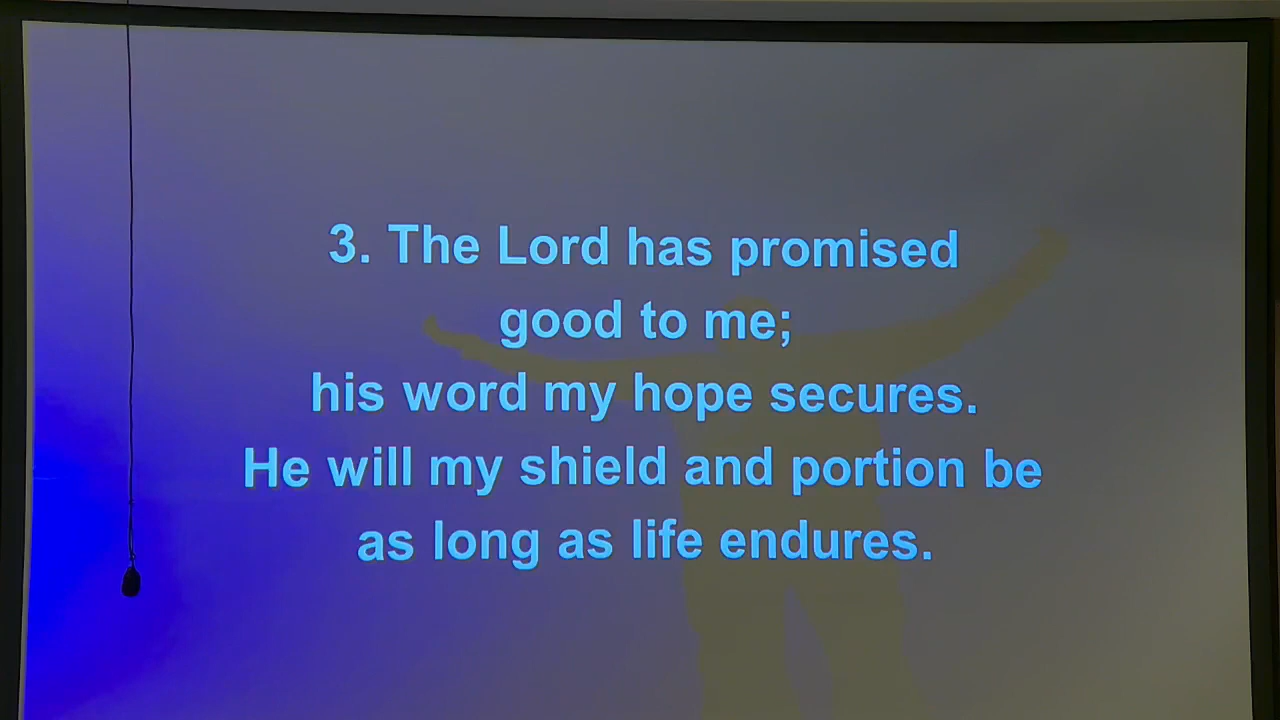 3. The Lord has promised
good to me;
his word my hope secures.
He will my shield and portion be
as long as life endures.